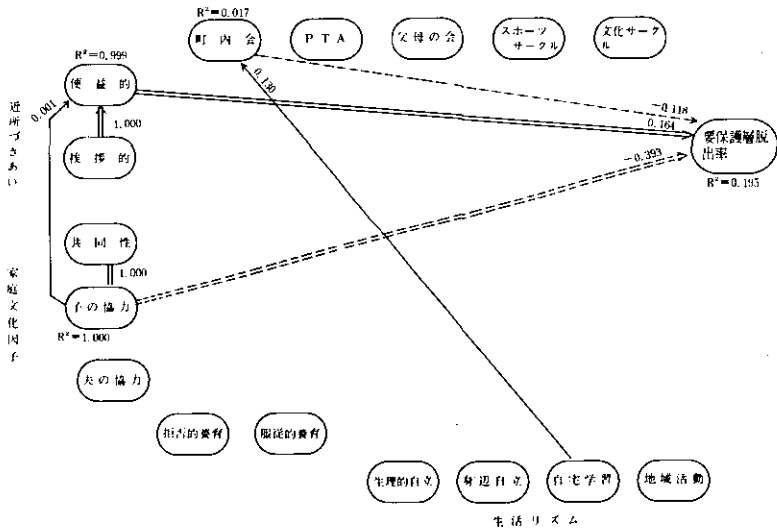 R²=0.017
町内会
PTA
父母の会
スポーツ
サークル
文化サーク
ル
R²=0.999
便益的
0.001
1.000
挨拶的
近所づきあい
0.130
-0.118
0.164
要保護層脱
出率
R²=0.195
-0.393
共同性
1.000
子の協力
R²=1.000
家庭文化因子
夫の協力
拒否的養育
服従的養育
生理的自立
身辺自立
自宅学習
地域活動
生活リズム